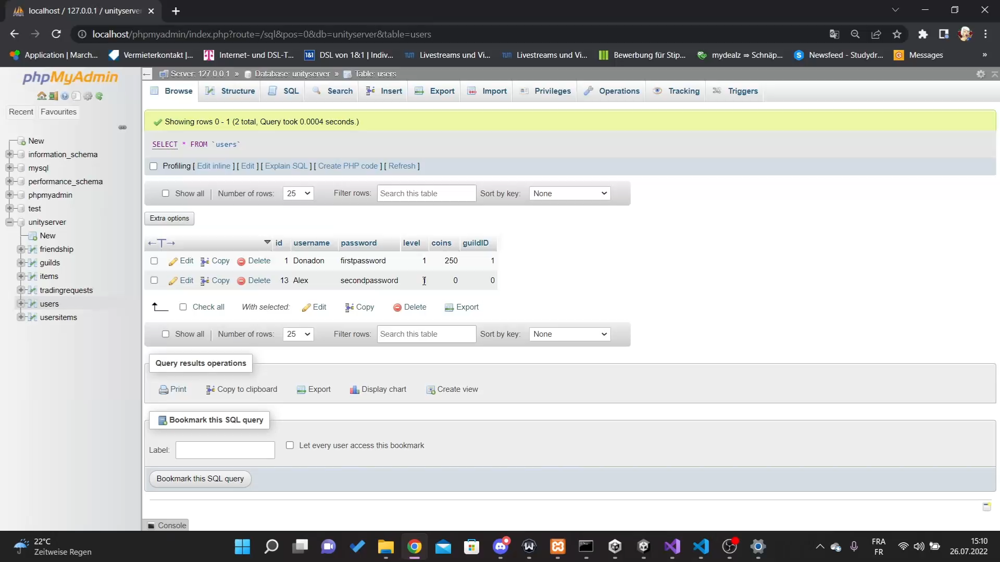 localhost / 127.0.0.1 / unityserve
localhost/phpmyadmin/index.php?route=/sql&pos=0&db=unityserver&table=users
Application | March... Vermieterkontakt |... Internet- und DSL-T... 1&1 DSL von 1&1 | Indiv... TUM Livestreams und Vi... TUM Livestreams und Vi... Bewerbung für Stip... mydealz ⇒ Schnäp... S Newsfeed - Studydr... Messages »
phpMyAdmin
Recent Favourites
New
information_schema
mysql
performance_schema
phpmyadmin
test
unityserver
New
friendship
guilds
items
tradingrequests
users
usersitems
Server: 127.0.0.1 » Database: unityserver » Table: users
Browse Structure SQL Search Insert Export Import Privileges Operations Tracking Triggers
Showing rows 0 - 1 (2 total, Query took 0.0004 seconds.)
SELECT * FROM `users`
Profiling [ Edit inline ] [ Edit ] [ Explain SQL ] [ Create PHP code ] [ Refresh ]
Show all | Number of rows: 25 Filter rows: Search this table Sort by key: None
Extra options
←T→ id username password level coins guildID
Edit Copy Delete 1 Donadon firstpassword 1 250 1
Edit Copy Delete 13 Alex secondpassword 0 0
Check all With selected: Edit Copy Delete Export
Show all | Number of rows: 25 Filter rows: Search this table Sort by key: None
Query results operations
Print Copy to clipboard Export Display chart Create view
Bookmark this SQL query
Label: Let every user access this bookmark
Bookmark this SQL query
Console
22°C
Zeitweise Regen
FRA
FR
15:10
26.07.2022